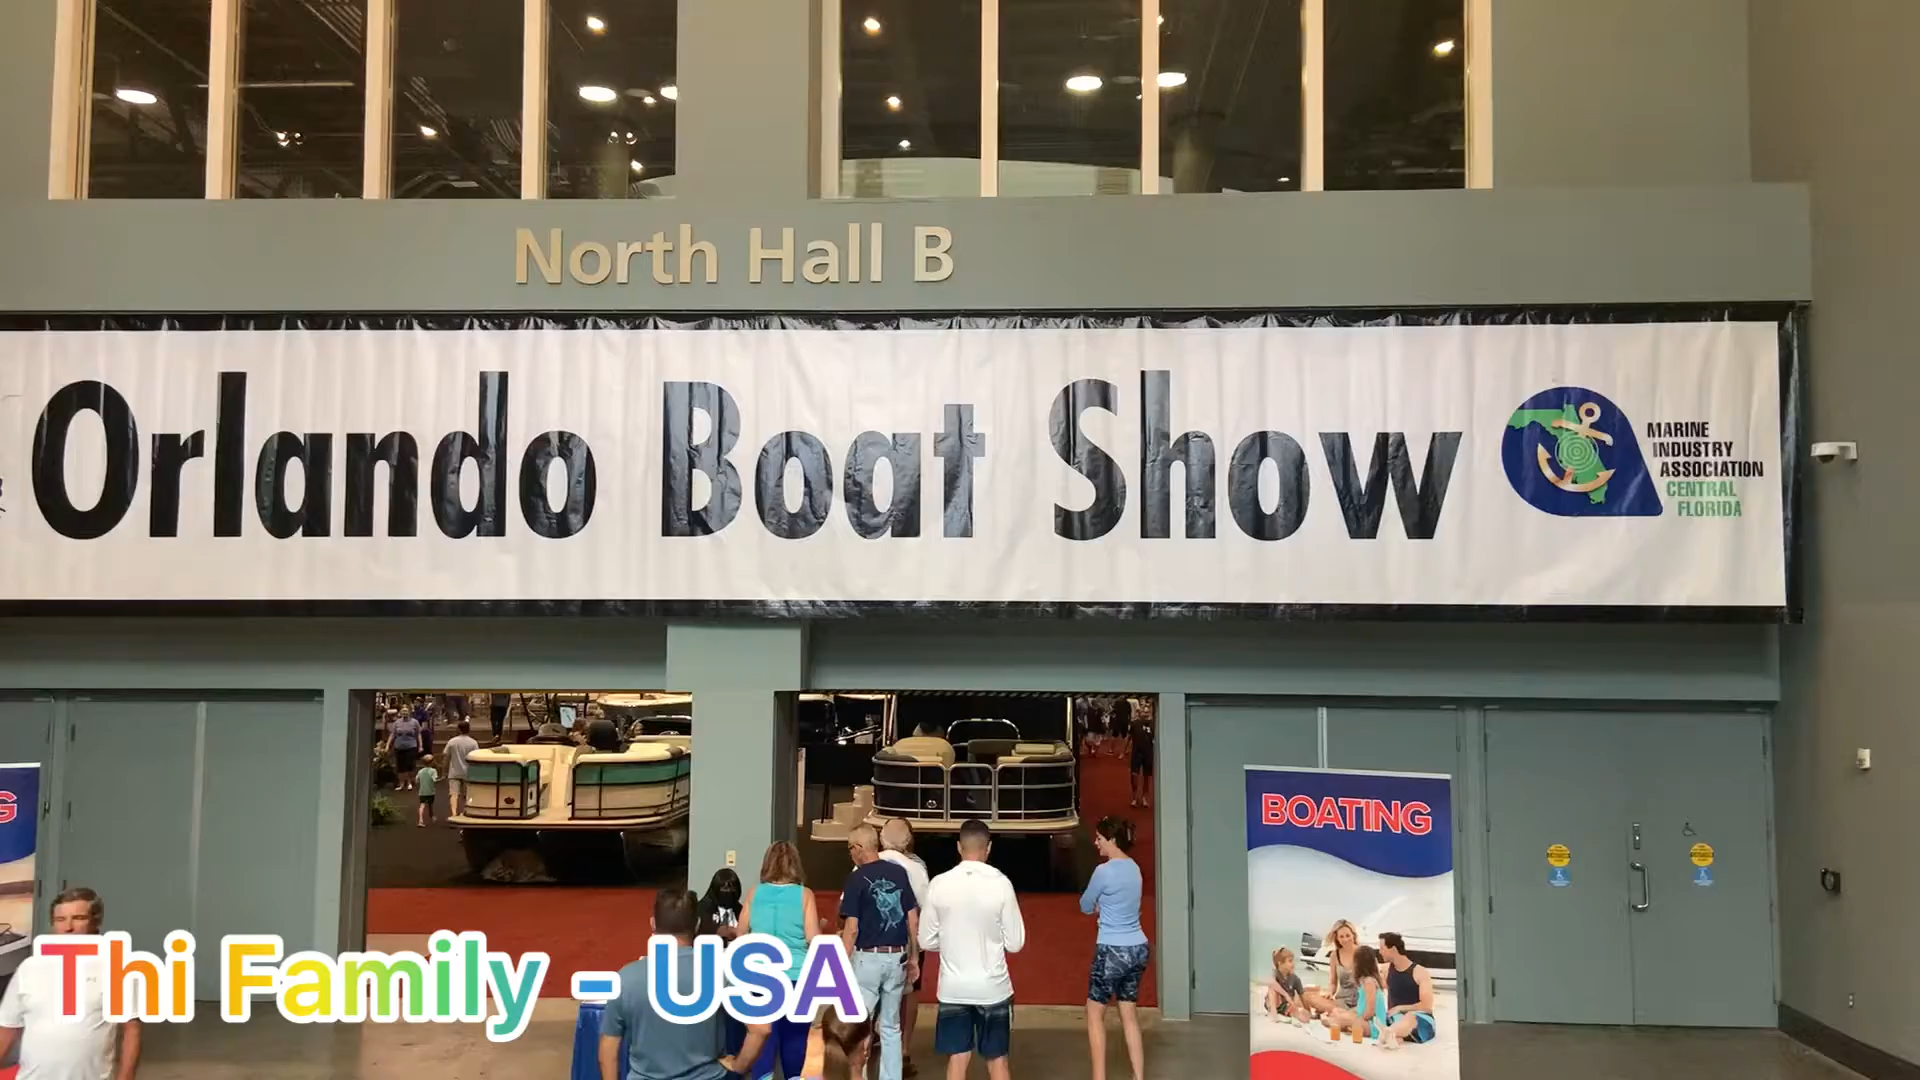 North Hall B
Orlando Boat Show
MARINE
INDUSTRY
ASSOCIATION
CENTRAL
FLORIDA
BOATING
G
Thi Family - USA